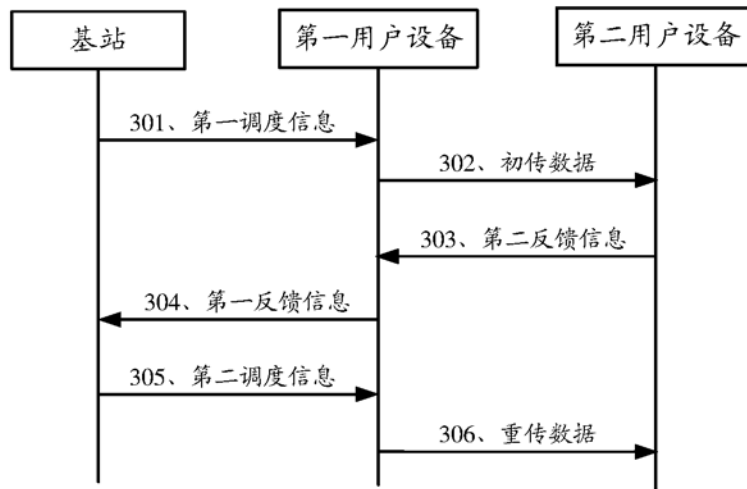 基站
第一用户设备
第二用户设备
301、第一调度信息
302、初传数据
303、第二反馈信息
304、第一反馈信息
305、第二调度信息
306、重传数据